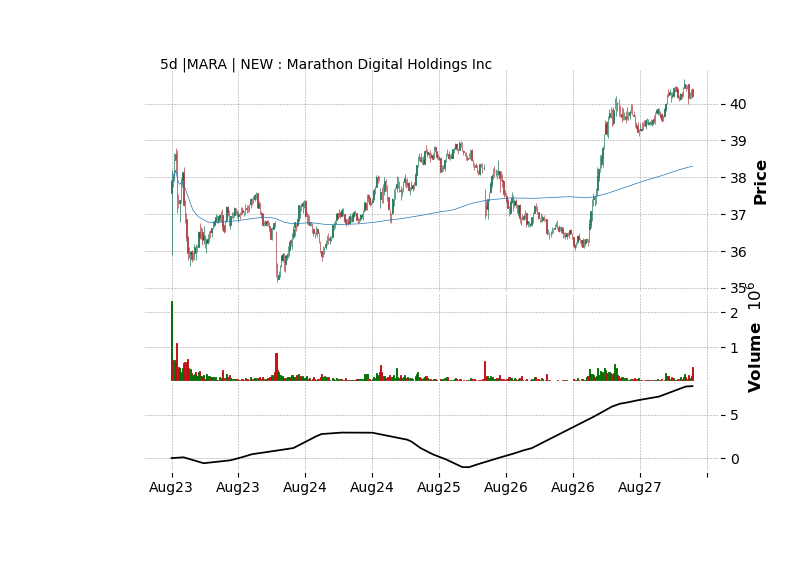 5d |MARA | NEW : Marathon Digital Holdings Inc
40
39
38
37
36
35
Price
2
1
Volume 10^6
5
0
Aug23 Aug23 Aug24 Aug24 Aug25 Aug26 Aug26 Aug27